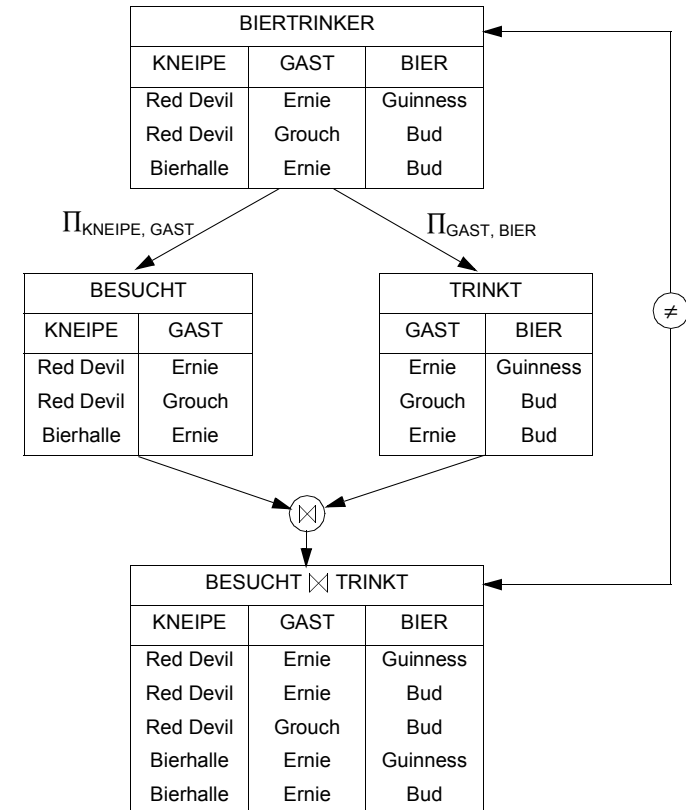 BIERTRINKER
KNEIPE GAST BIER
Red Devil Ernie Guinness
Red Devil Grouch Bud
Bierhalle Ernie Bud
Π KNEIPE, GAST
Π GAST, BIER
BESUCHT
KNEIPE GAST
Red Devil Ernie
Red Devil Grouch
Bierhalle Ernie
TRINKT
GAST BIER
Ernie Guinness
Grouch Bud
Ernie Bud
≠
⋈
BESUCHT ⋈ TRINKT
KNEIPE GAST BIER
Red Devil Ernie Guinness
Red Devil Ernie Bud
Red Devil Grouch Bud
Bierhalle Ernie Guinness
Bierhalle Ernie Bud